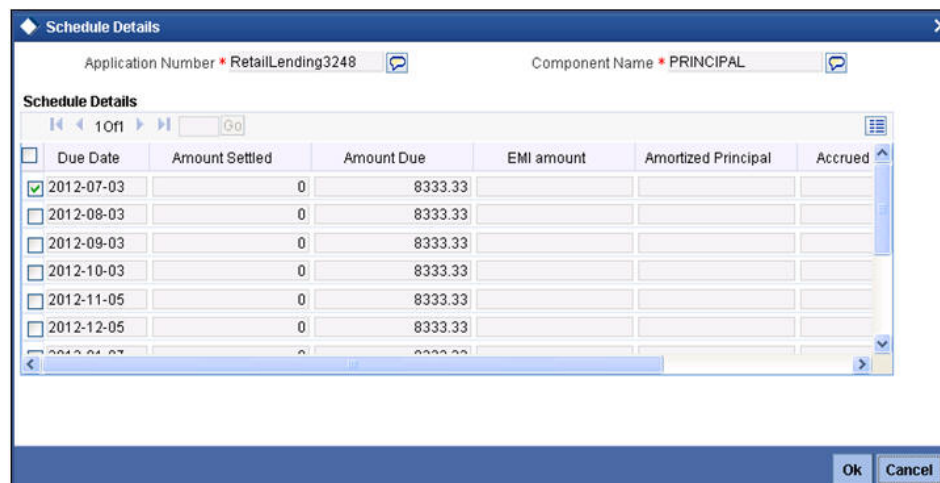 Schedule Details
Application Number * RetailLending3248 Component Name * PRINCIPAL
Schedule Details
1Of1 Go
Due Date Amount Settled Amount Due EMI amount Amortized Principal Accrued
2012-07-03 0 8333.33
2012-08-03 0 8333.33
2012-09-03 0 8333.33
2012-10-03 0 8333.33
2012-11-05 0 8333.33
2012-12-05 0 8333.33
Ok Cancel